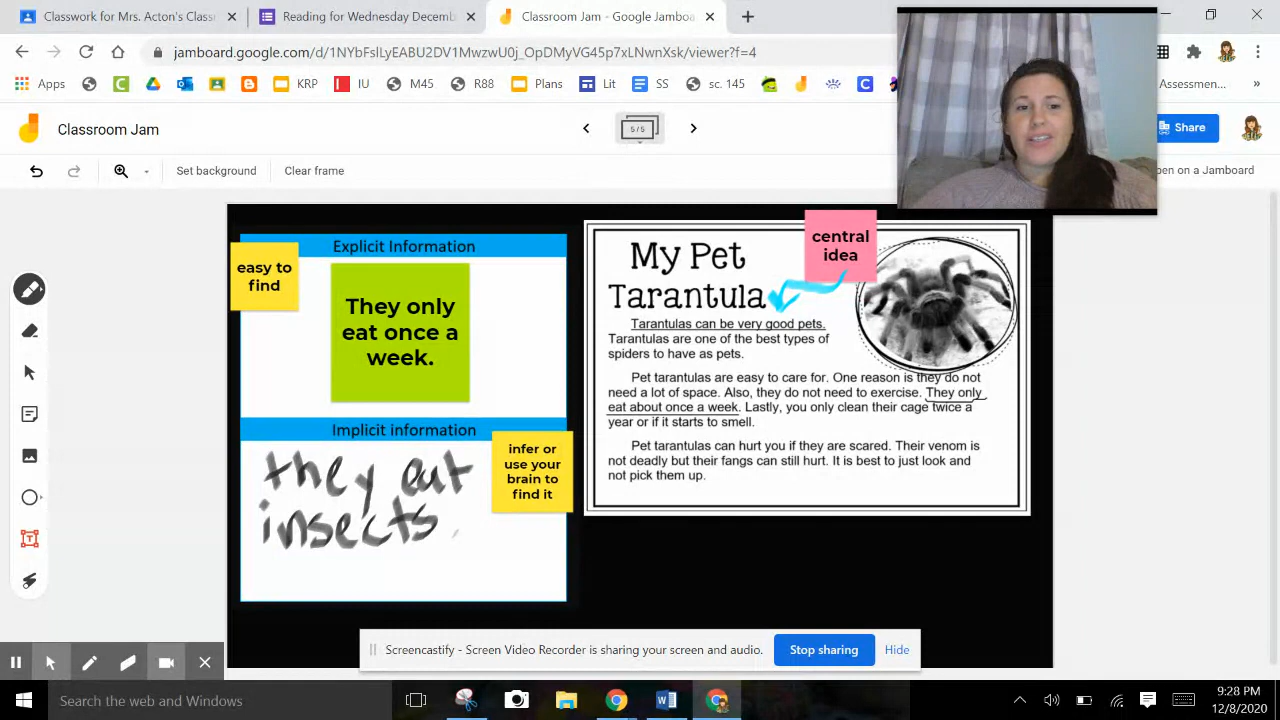 Classwork for Mrs. Acton's Class
Reading for Wednesday Decem
Classroom Jam - Google Jamboard
jamboard.google.com/d/1NYbFsILyEABU2DV1MwzwU0j_OpDMyVG45p7xLNwnXsk/viewer?f=4
Apps
KRP
IU
M45
R88
Plans
Lit
SS
sc. 145
Assessmen...
Classroom Jam
5/5
Share
Set background
Clear frame
pen on a Jamboard
Explicit Information
easy to
find
They only
eat once a
week.
Implicit information
infer or
use your
brain to
find it
they eat
insects.
central
idea
My Pet
Tarantula
Tarantulas can be very good pets.
Tarantulas are one of the best types of
spiders to have as pets.
Pet tarantulas are easy to care for. One reason is they do not
need a lot of space. Also, they do not need to exercise. They only
eat about once a week. Lastly, you only clean their cage twice a
year or if it starts to smell.
Pet tarantulas can hurt you if they are scared. Their venom is
not deadly but their fangs can still hurt. It is best to just look and
not pick them up.
Screencastify - Screen Video Recorder is sharing your screen and audio.
Stop sharing
Hide
Search the web and Windows
9:28 PM
12/8/2020